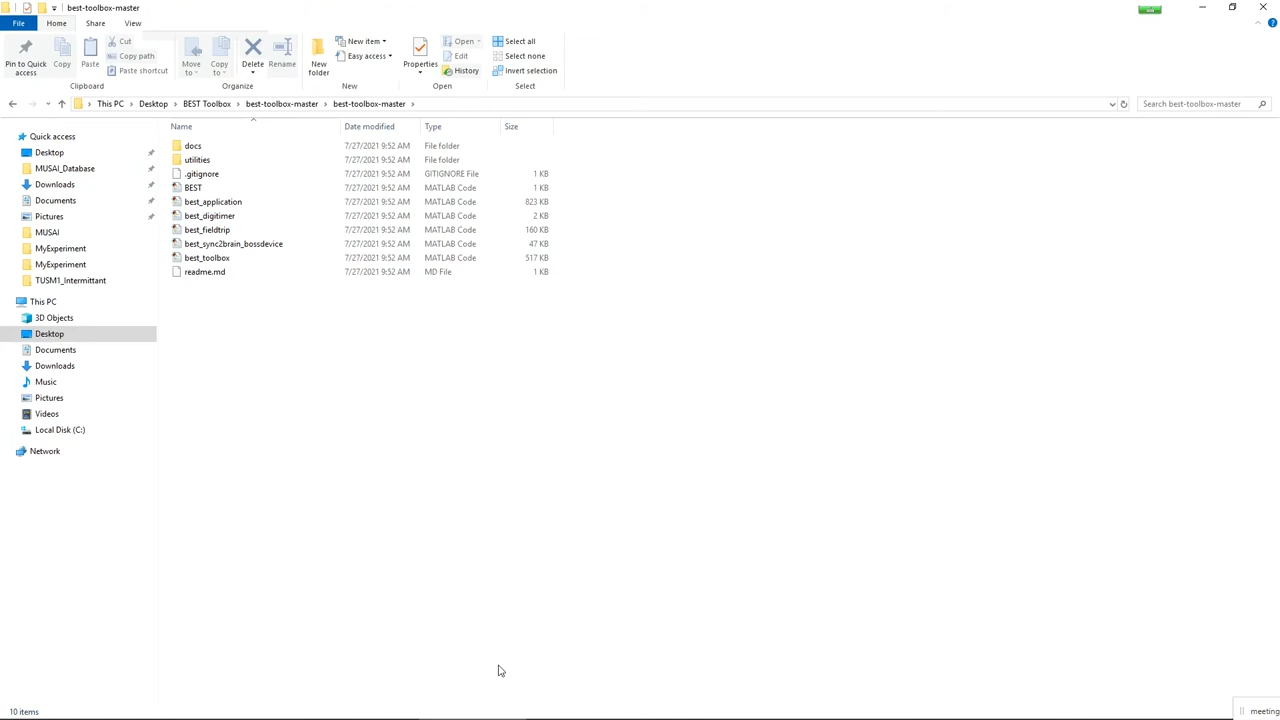 best-toolbox-master
File Home Share View
Pin to Quick access
Copy
Paste
Cut
Copy path
Paste shortcut
Clipboard
Move to
Copy to
Delete
Rename
Organize
New folder
New item
Easy access
New
Properties
Open
Edit
History
Open
Select all
Select none
Invert selection
Select
This PC > Desktop > BEST Toolbox > best-toolbox-master > best-toolbox-master >
Search best-toolbox-master
Quick access
Desktop
MUSAI_Database
Downloads
Documents
Pictures
MUSAI
MyExperiment
MyExperiment
TUSM1_Intermittant
This PC
3D Objects
Desktop
Documents
Downloads
Music
Pictures
Videos
Local Disk (C:)
Network
Name Date modified Type Size
docs 7/27/2021 9:52 AM File folder
utilities 7/27/2021 9:52 AM File folder
.gitignore 7/27/2021 9:52 AM GITIGNORE File 1 KB
BEST 7/27/2021 9:52 AM MATLAB Code 1 KB
best_application 7/27/2021 9:52 AM MATLAB Code 823 KB
best_digitimer 7/27/2021 9:52 AM MATLAB Code 2 KB
best_fieldtrip 7/27/2021 9:52 AM MATLAB Code 160 KB
best_sync2brain_bossdevice 7/27/2021 9:52 AM MATLAB Code 47 KB
best_toolbox 7/27/2021 9:52 AM MATLAB Code 517 KB
readme.md 7/27/2021 9:52 AM MD File 1 KB
10 items
meeting